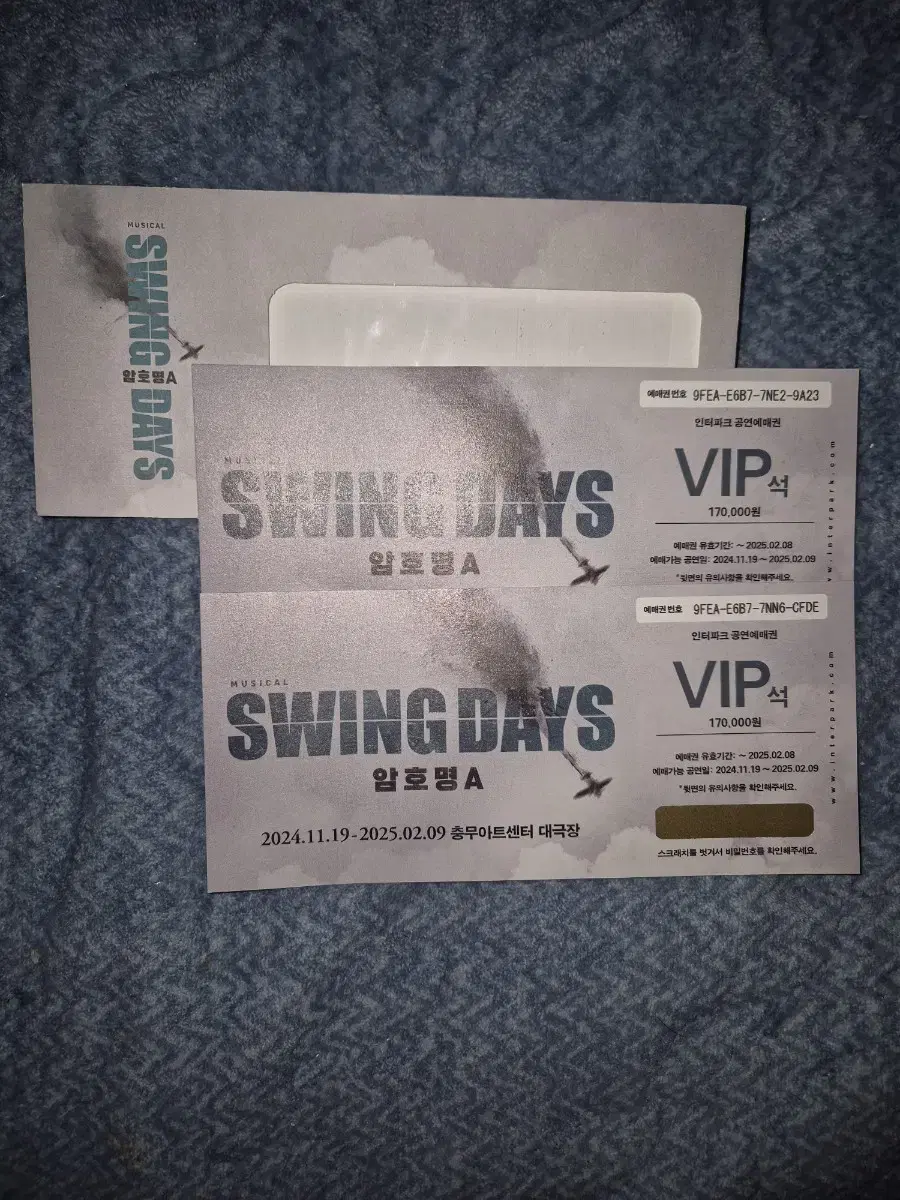 MUSICAL
SWING DAYS
암호명A
MUSICAL
SWING DAYS
암호명A
예매권 번호 9FEA-E6B7-7NE2-9A23
인터파크 공연예매권
VIP석
170,000원
예매권 유효기간: ~ 2025.02.08
예매가능 공연일: 2024.11.19 ~ 2025.02.09
*뒷면의 유의사항을 확인해주세요.
w.interpark.com
MUSICAL
SWING DAYS
암호명A
2024.11.19-2025.02.09 충무아트센터 대극장
예매권 번호 9FEA-E6B7-7NN6-CFDE
인터파크 공연예매권
VIP석
170,000원
예매권 유효기간: ~ 2025.02.08
예매가능 공연일: 2024.11.19 ~ 2025.02.09
*뒷면의 유의사항을 확인해주세요.
스크래치를 벗겨서 비밀번호를 확인해주세요.
www.interpark.com